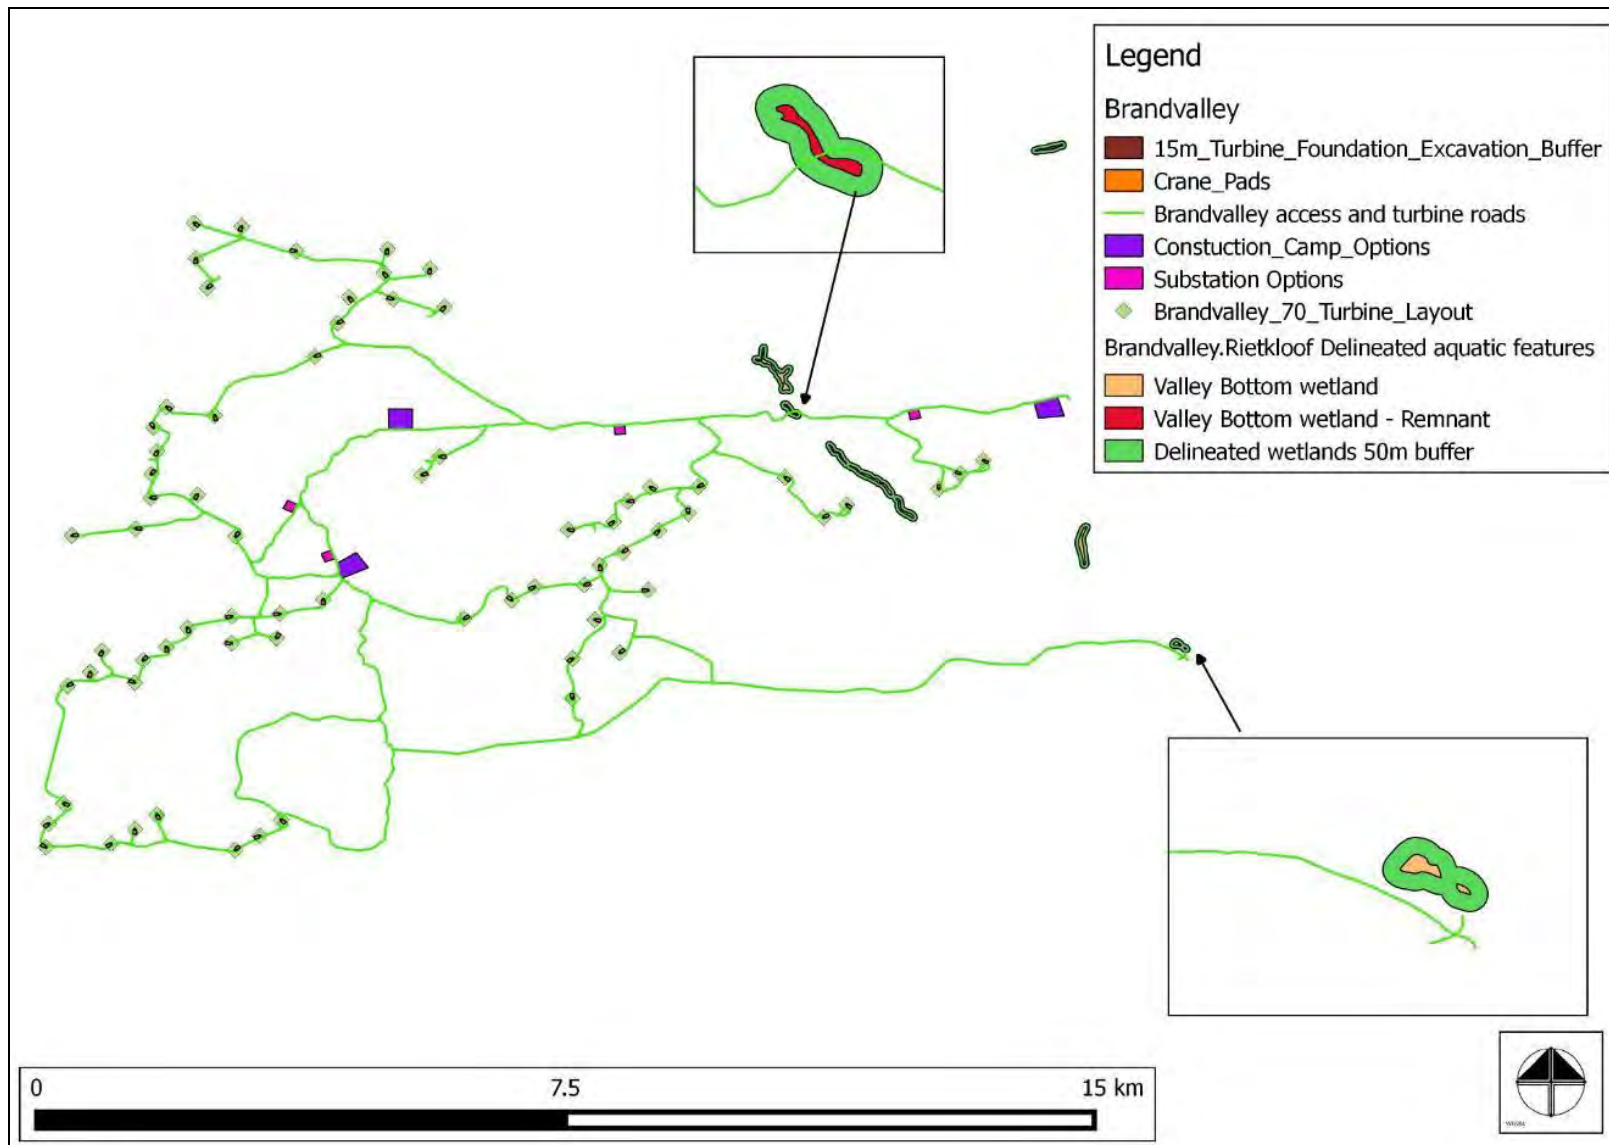 Legend
Brandvalley
15m_Turbine_Foundation_Excavation_Buffer
Crane_Pads
Brandvalley access and turbine roads
Constuction_Camp_Options
Substation Options
Brandvalley_70_Turbine_Layout
Brandvalley.Rietkloof Delineated aquatic features
Valley Bottom wetland
Valley Bottom wetland - Remnant
Delineated wetlands 50m buffer
0 7.5 15 km